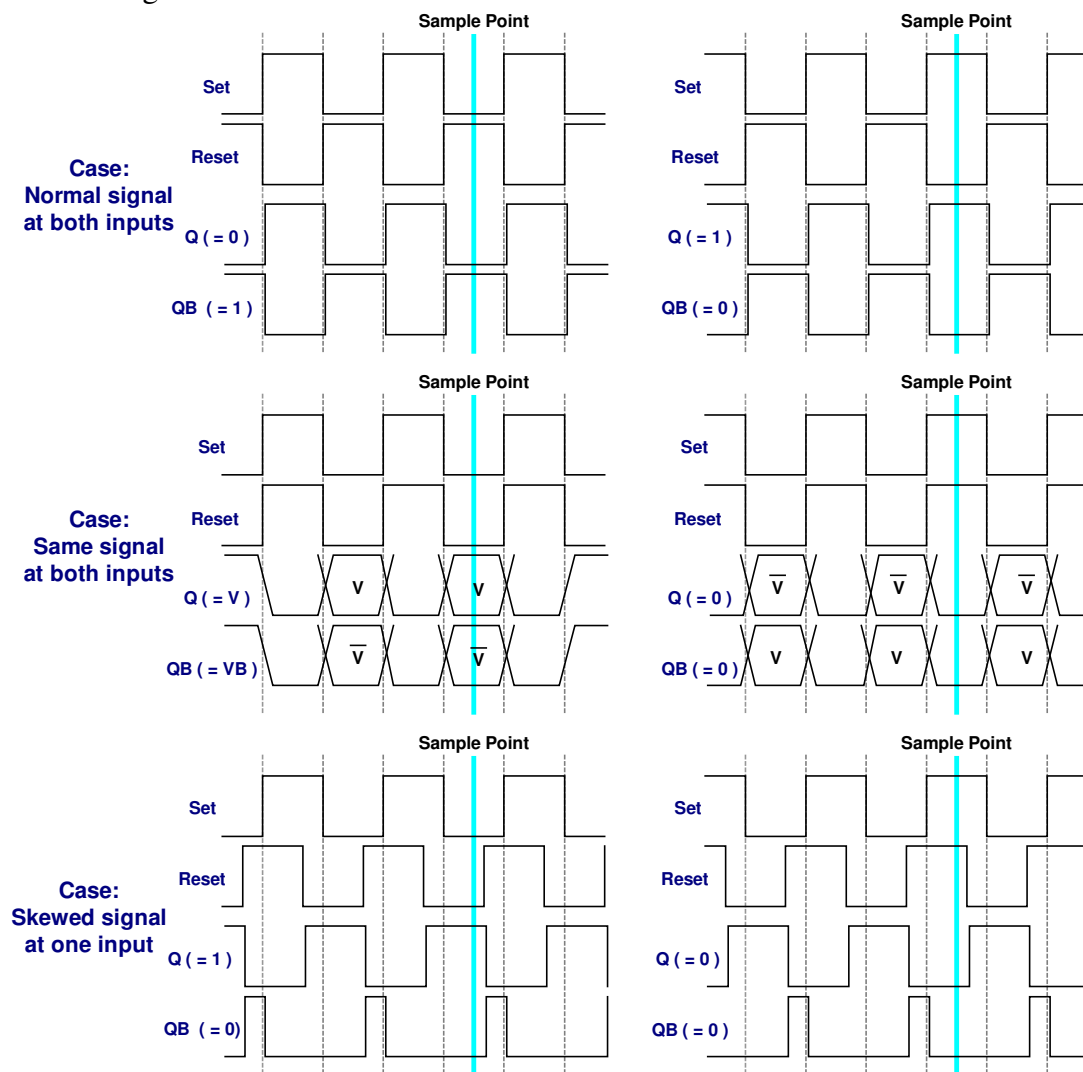 Sample Point
Sample Point
Set
Set
Reset
Reset
Case:
Normal signal
at both inputs
Q ( = 0 )
Q ( = 1 )
QB ( = 1 )
QB ( = 0 )
Sample Point
Sample Point
Set
Set
Reset
Reset
Case:
Same signal
at both inputs
Q ( = V )
V
V
Q ( = 0 )
V̅
V̅
V̅
QB ( = VB )
V̅
V̅
QB ( = 0 )
V
V
V
Sample Point
Sample Point
Set
Set
Reset
Reset
Case:
Skewed signal
at one input
Q ( = 1 )
Q ( = 0 )
QB ( = 0)
QB ( = 0 )